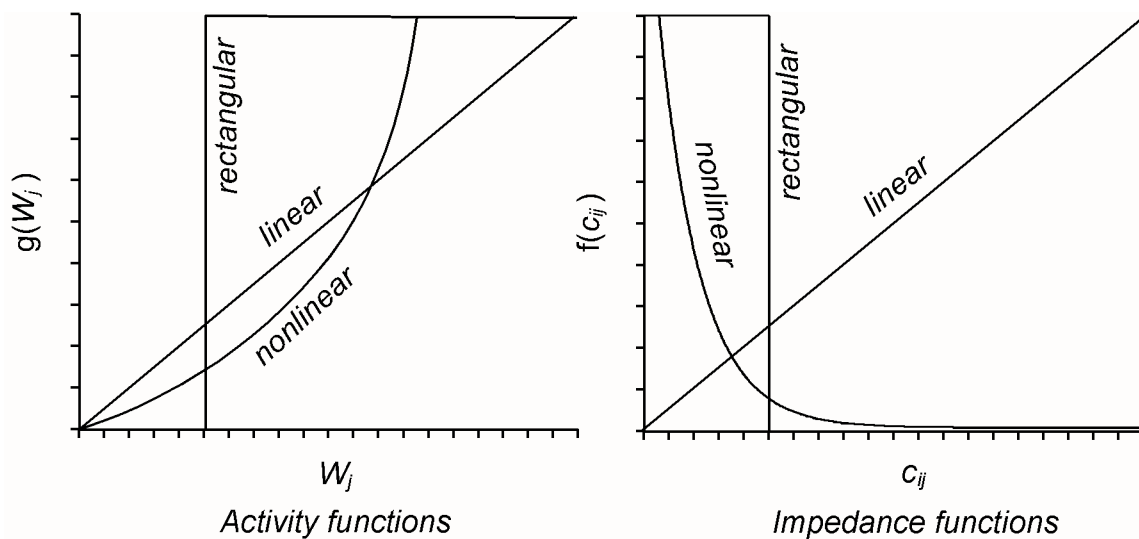 g(Wj)
rectangular
linear
nonlinear
Wj
Activity functions
f(cij)
nonlinear
rectangular
linear
cij
Impedance functions